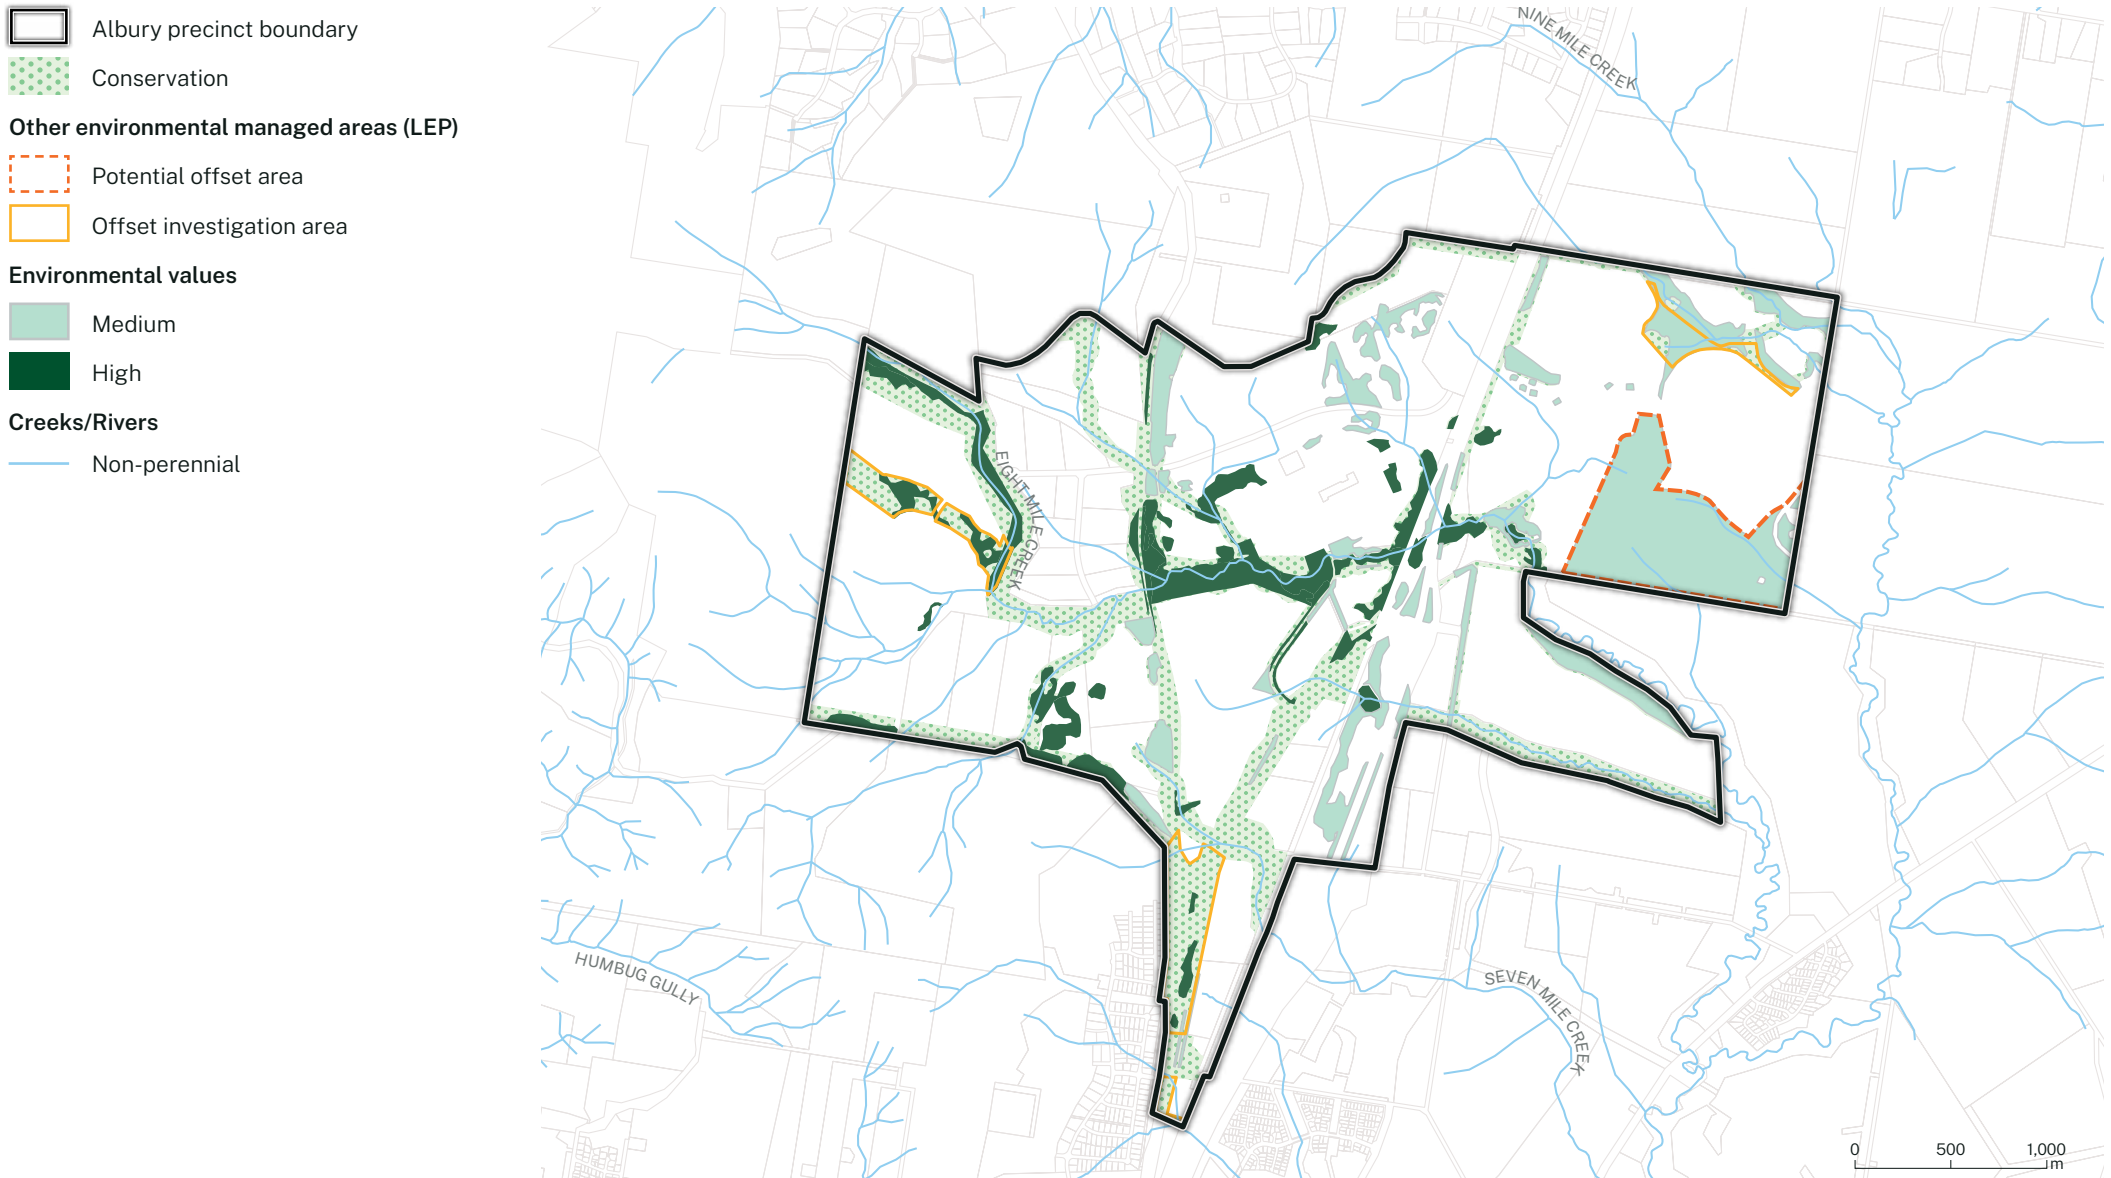 Albury precinct boundary
Conservation
Other environmental managed areas (LEP)
Potential offset area
Offset investigation area
Environmental values
Medium
High
Creeks/Rivers
Non-perennial
NINE MILE CREEK
EIGHT MILE CREEK
HUMBUG GULLY
SEVEN MILE CREEK
0 500 1,000
m